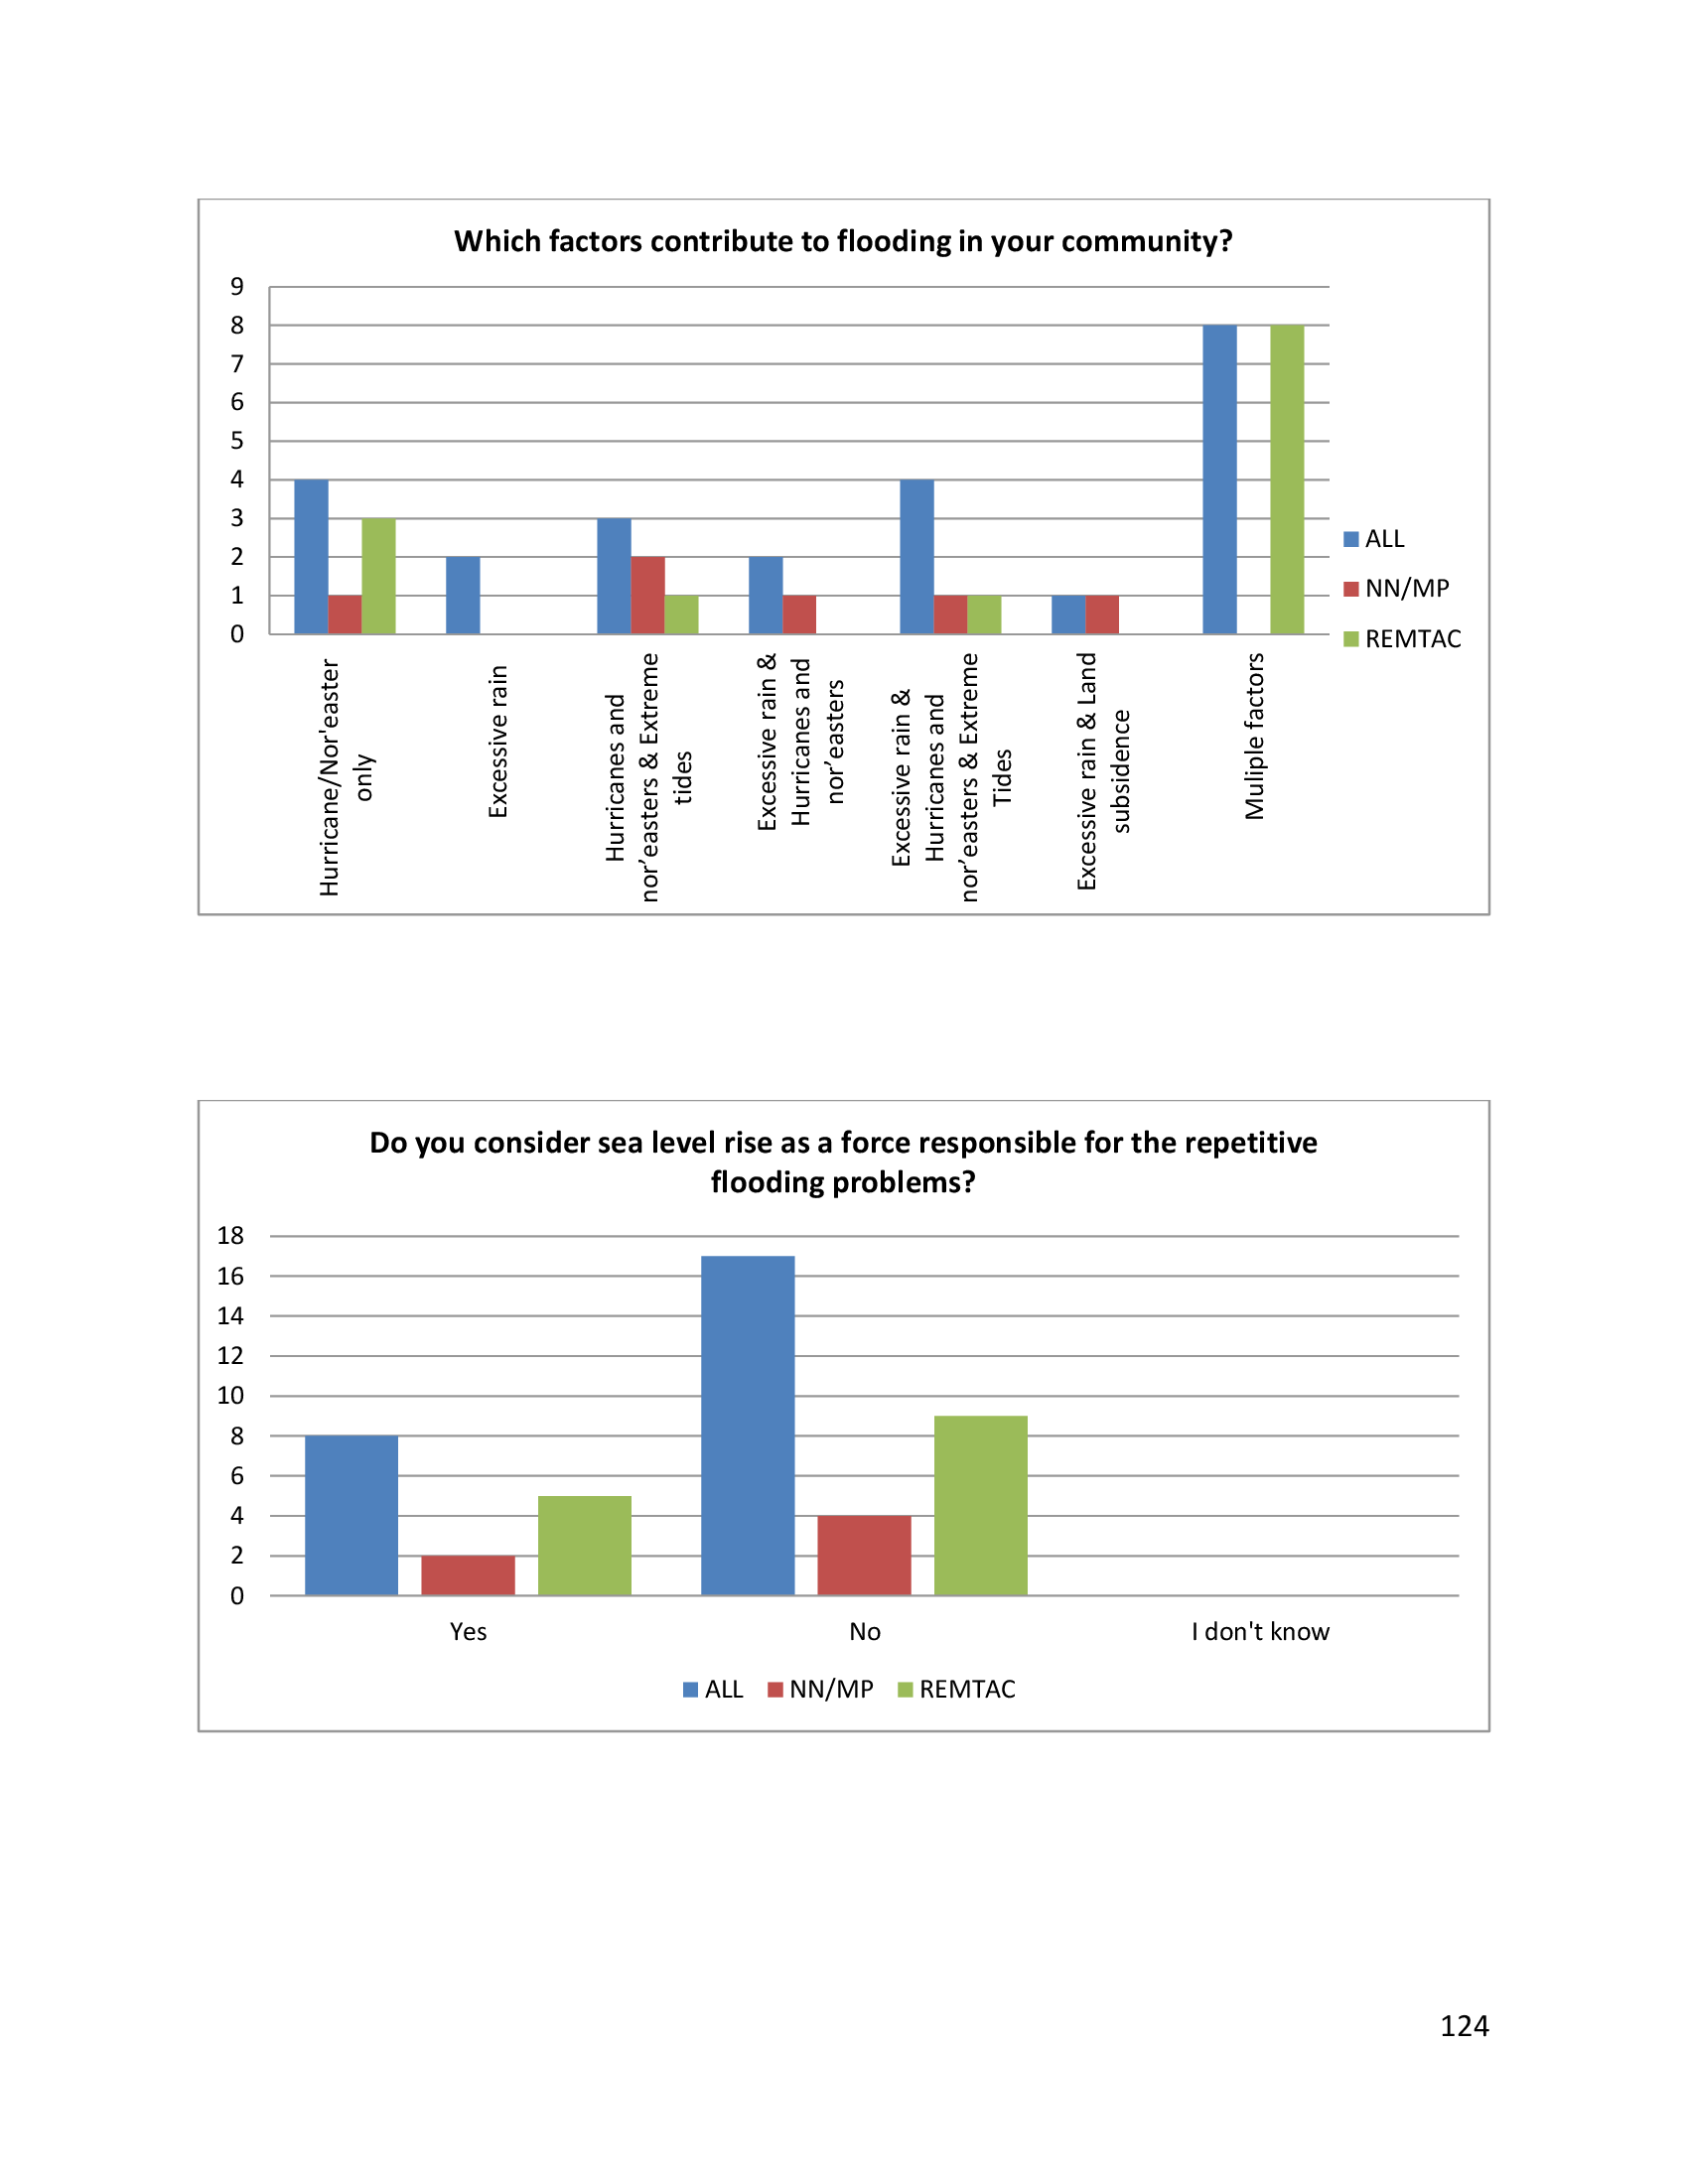 Which factors contribute to flooding in your community?
9
8
7
6
5
4
3
2
1
0
Hurricane/Nor'easter
only
Excessive rain
Hurricanes and
nor’easters & Extreme
tides
Excessive rain &
Hurricanes and
nor’easters
Excessive rain &
Hurricanes and
nor’easters & Extreme
Tides
Excessive rain & Land
subsidence
Muliple factors
ALL
NN/MP
REMTAC
Do you consider sea level rise as a force responsible for the repetitive
flooding problems?
18
16
14
12
10
8
6
4
2
0
Yes No I don't know
ALL NN/MP REMTAC
124